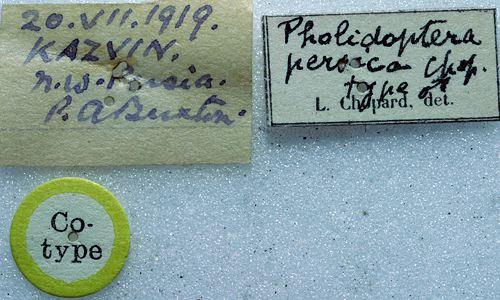 20.VII.1919.
KAZVIN.
n.w. Persia.
P.A Buxton.
Pholidoptera
persica Chop.
type ♂
L. Chopard, det.
Co-
type